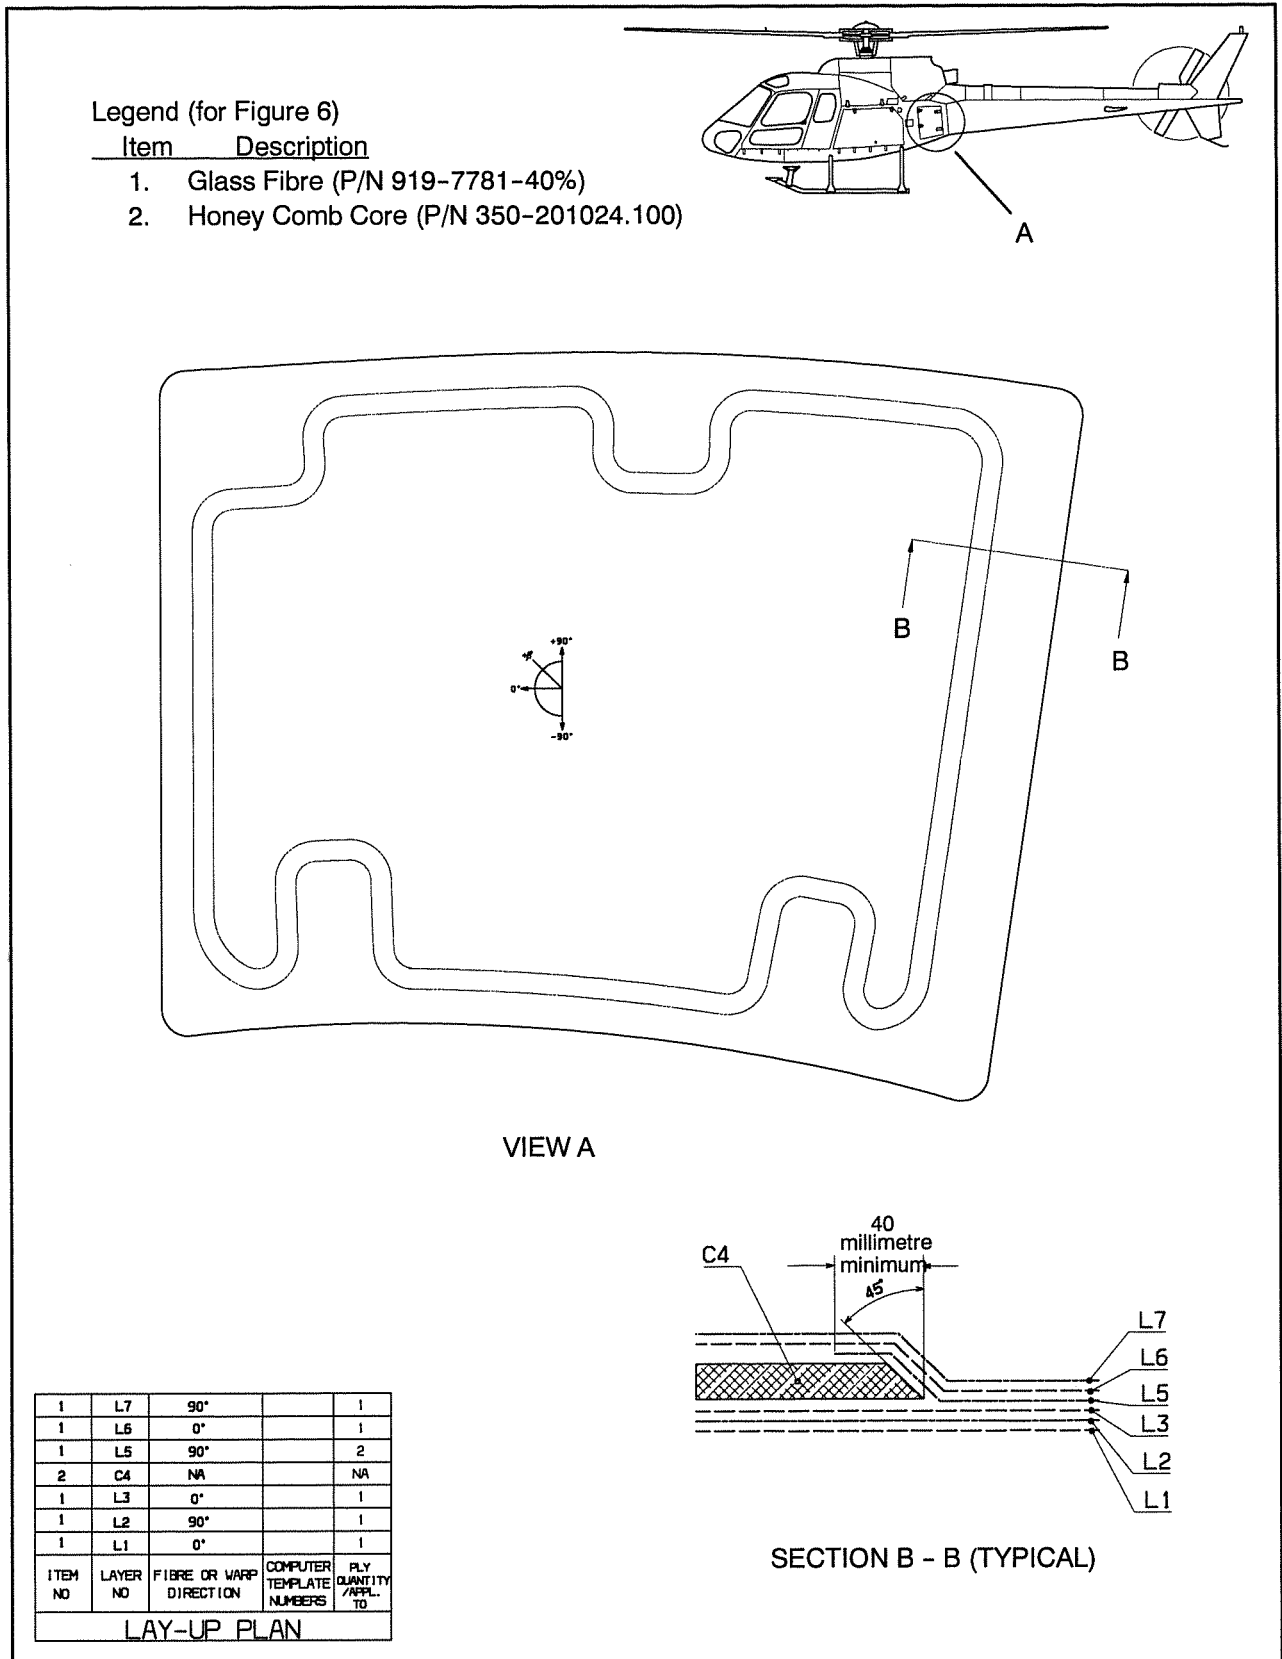 Legend (for Figure 6)
Item Description
1. Glass Fibre (P/N 919-7781-40%)
2. Honey Comb Core (P/N 350-201024.100)
A
B
B
+90°
0°
-90°
VIEW A
40
millimetre
minimum
45°
C4
L7
L6
L5
L3
L2
L1
SECTION B - B (TYPICAL)
1 L7 90° 1
1 L6 0° 1
1 L5 90° 2
2 C4 NA NA
1 L3 0° 1
1 L2 90° 1
1 L1 0° 1
ITEM NO LAYER NO FIBRE OR WARP DIRECTION COMPUTER TEMPLATE NUMBERS PLY QUANTITY /APPL. TO
LAY-UP PLAN